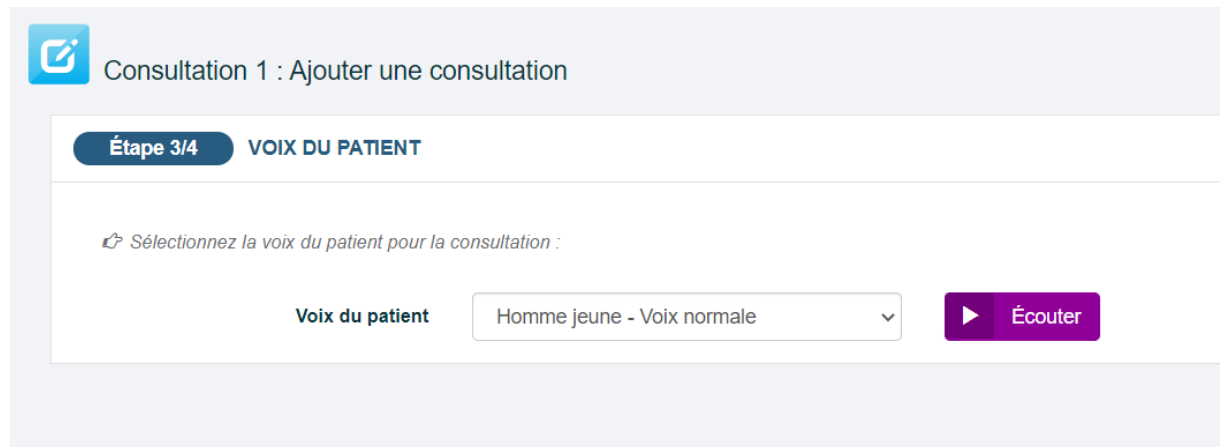 Consultation 1 : Ajouter une consultation
Étape 3/4 VOIX DU PATIENT
Sélectionnez la voix du patient pour la consultation :
Voix du patient Homme jeune - Voix normale Écouter